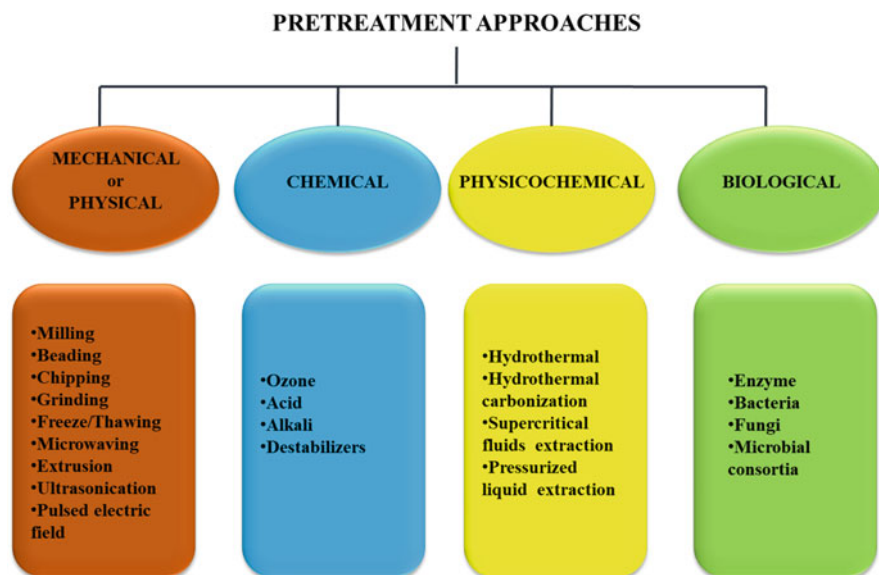 PRETREATMENT APPROACHES
MECHANICAL
or
PHYSICAL
CHEMICAL
PHYSICOCHEMICAL
BIOLOGICAL
•Milling
•Beading
•Chipping
•Grinding
•Freeze/Thawing
•Microwaving
•Extrusion
•Ultrasonication
•Pulsed electric
field
•Ozone
•Acid
•Alkali
•Destabilizers
•Hydrothermal
•Hydrothermal
carbonization
•Supercritical
fluids extraction
•Pressurized
liquid extraction
•Enzyme
•Bacteria
•Fungi
•Microbial
consortia